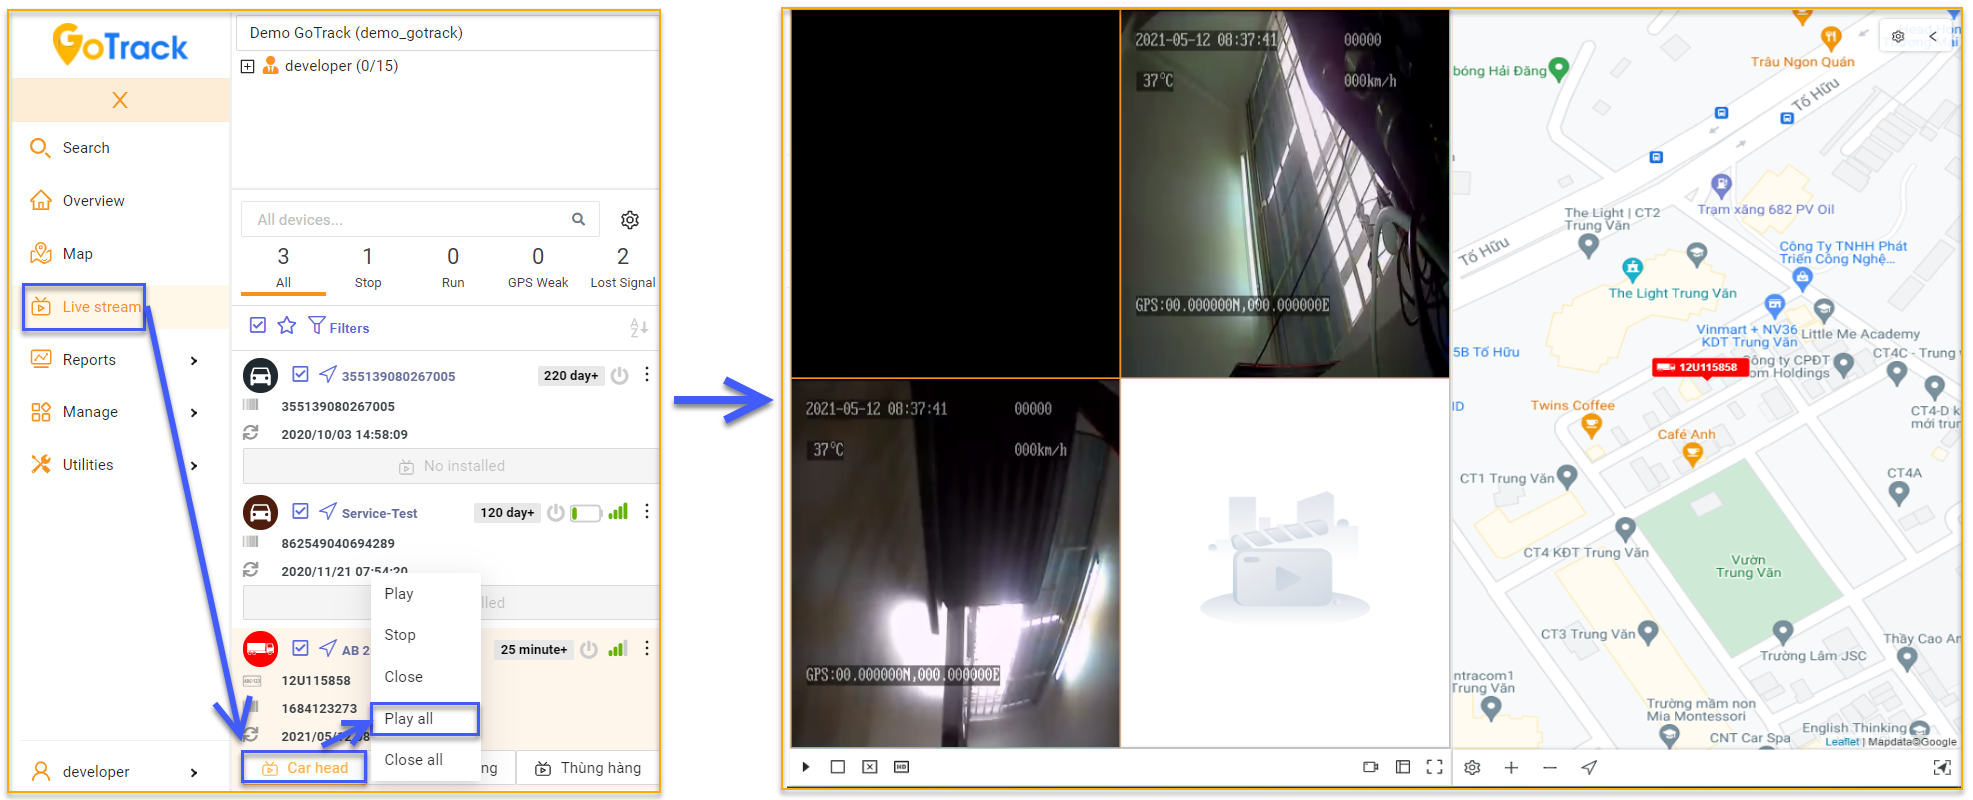 GoTrack
X
Search
Overview
Map
Live stream
Reports
Manage
Utilities
developer
Demo GoTrack (demo_gotrack)
developer (0/15)
All devices...
3
All
1
Stop
0
Run
0
GPS Weak
2
Lost Signal
Filters
355139080267005
220 day+
355139080267005
2020/10/03 14:58:09
No installed
Service-Test
120 day+
862549040694289
2020/11/21 07:54:20
lled
AB 2
25 minute+
12U115858
1684123273
2021/05/12 08
Car head
ng
Thùng hàng
Play
Stop
Close
Play all
Close all
2021-05-12 08:37:41
00000
37°C
000km/h
GPS:00.000000N,000.000000E
2021-05-12 08:37:41
00000
37°C
000km/h
GPS:00.000000N,000.000000E
HD
Trâu Ngon Quán
bóng Hải Đăng
Tố Hữu
Trạm xăng 682 PV Oil
The Light | CT2
Trung Văn
Tố Hữu
Công Ty TNHH Phát
Triển Công Nghệ...
The Light Trung Văn
Vinmart + NV36
KDT Trung Văn
Little Me Academy
5B Tố Hữu
CT4C - Trung
12U115858
ông ty CPĐT
om Holdings
ID
Twins Coffee
CT4-D k
mới trun
Café Anh
CT1 Trung Văn
CT4A
CT4 KĐT Trung Văn
Vườn
Trung Văn
CT3 Trung Văn
Thầy Cao An
Trường Lâm JSC
ntracom1
Trung Văn
Trường mầm non
Mia Montessori
English Thinking
CNT Car Spa
Leaflet | Mapdata©Google